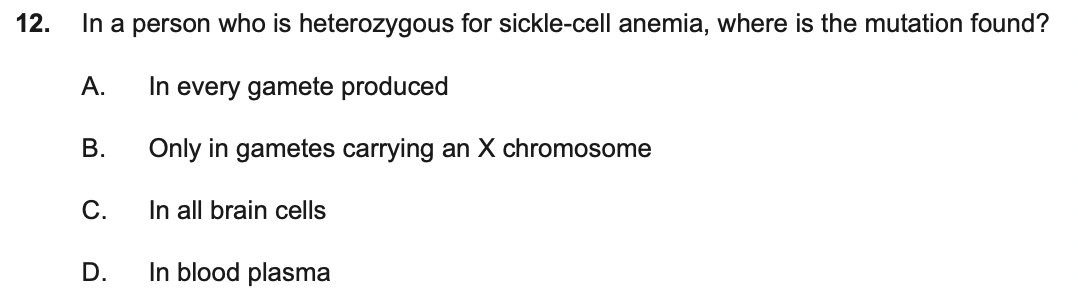 12. In a person who is heterozygous for sickle-cell anemia, where is the mutation found?
A. In every gamete produced
B. Only in gametes carrying an X chromosome
C. In all brain cells
D. In blood plasma